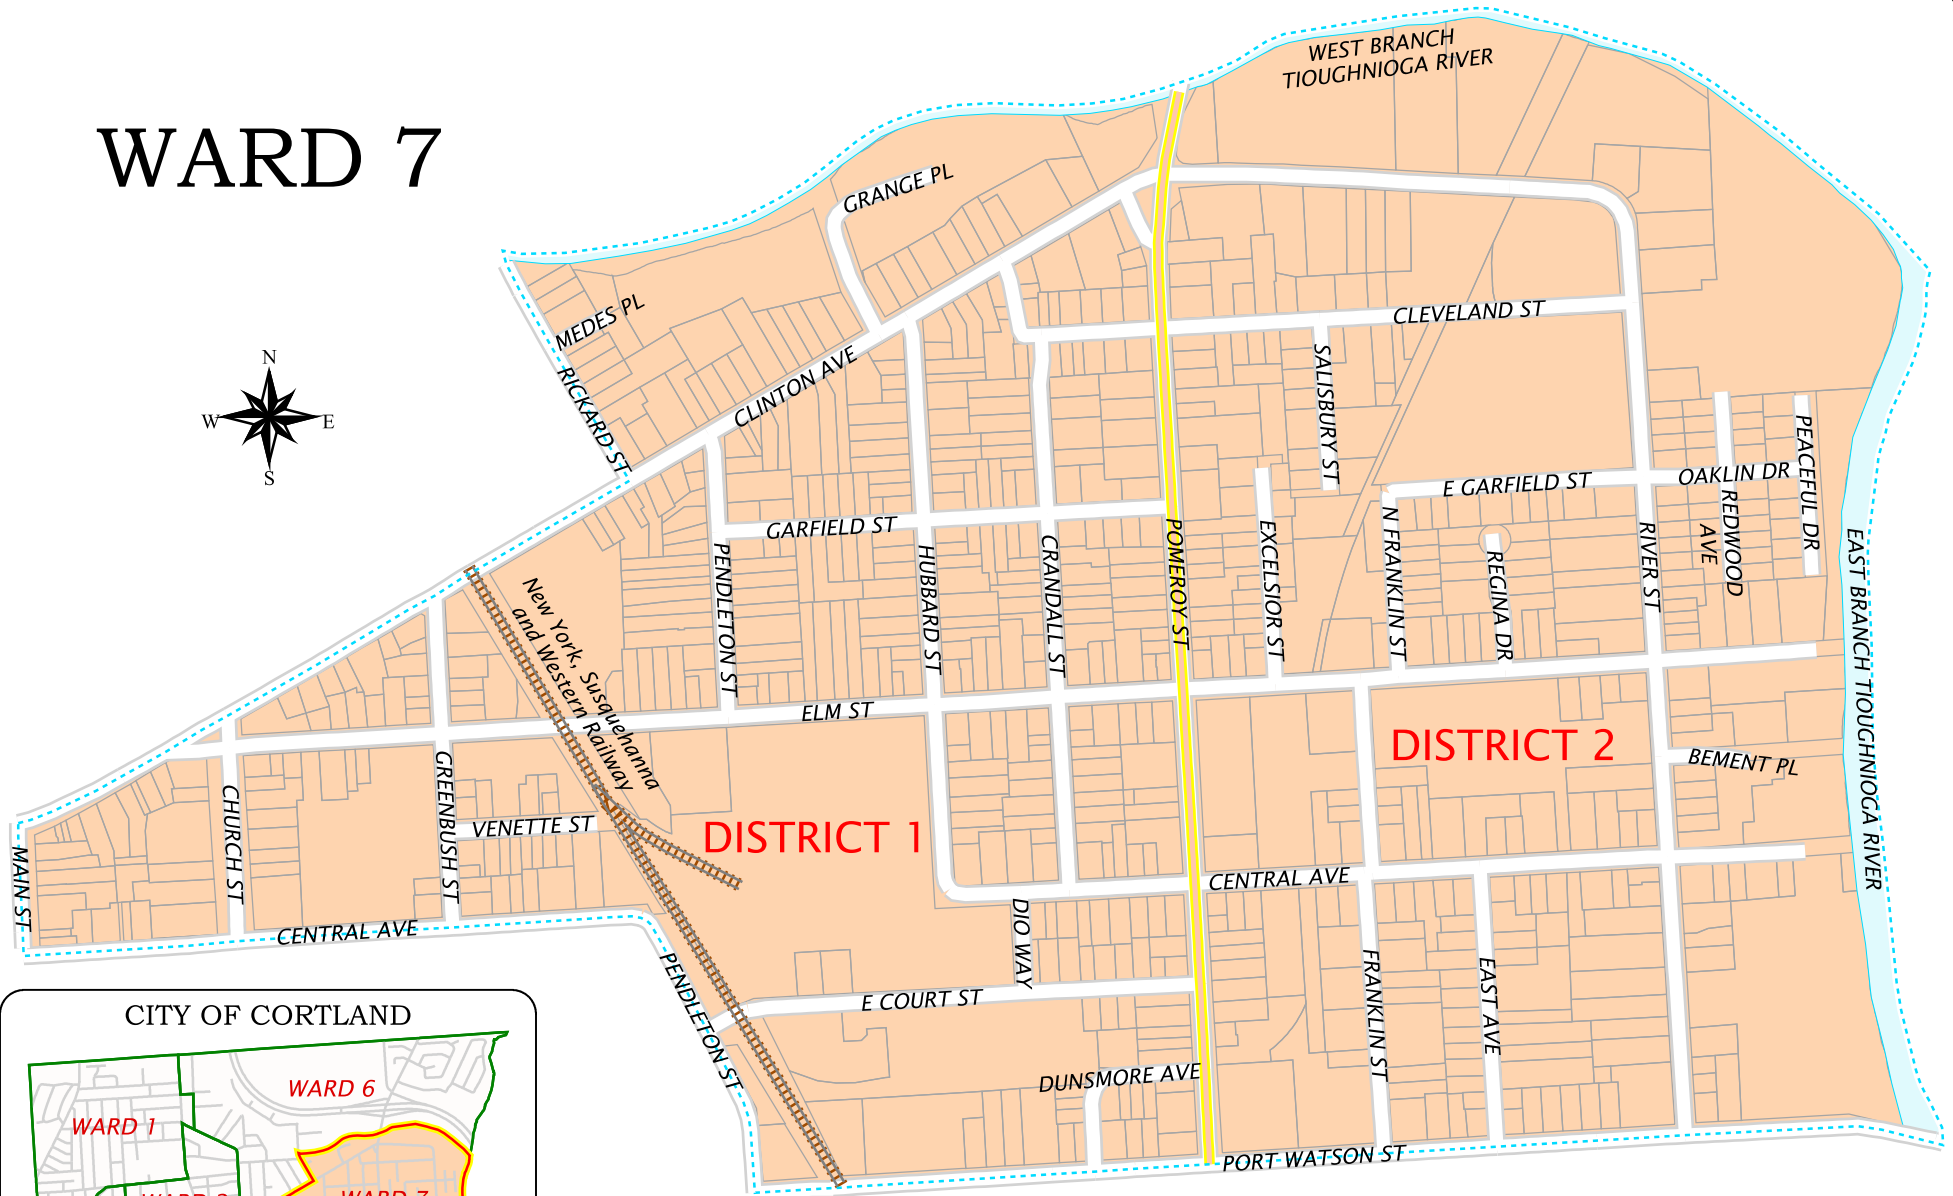 WEST BRANCH
TIOUGHNIOGA RIVER
WARD 7
GRANGE PL
MEDES PL
CLEVELAND ST
N
W
E
S
CLINTON AVE
RICKARD ST
SALISBURY ST
PEACEFUL DR
OAKLIN DR
E GARFIELD ST
REDWOOD
AVE
GARFIELD ST
PENDLETON ST
HUBBARD ST
CRANDALL ST
POMEROY ST
EXCELSIOR ST
N FRANKLIN ST
REGINA DR
RIVER ST
EAST BRANCH TIOUGHNIOGA RIVER
New York, Susquehanna
and Western Railway
ELM ST
DISTRICT 2
BEMENT PL
CHURCH ST
GREENBUSH ST
VENETTE ST
DISTRICT 1
MAIN ST
CENTRAL AVE
CENTRAL AVE
DIO WAY
PENDLETON ST
FRANKLIN ST
EAST AVE
E COURT ST
DUNSMORE AVE
PORT WATSON ST
CITY OF CORTLAND
WARD 6
WARD 1
WARD 7